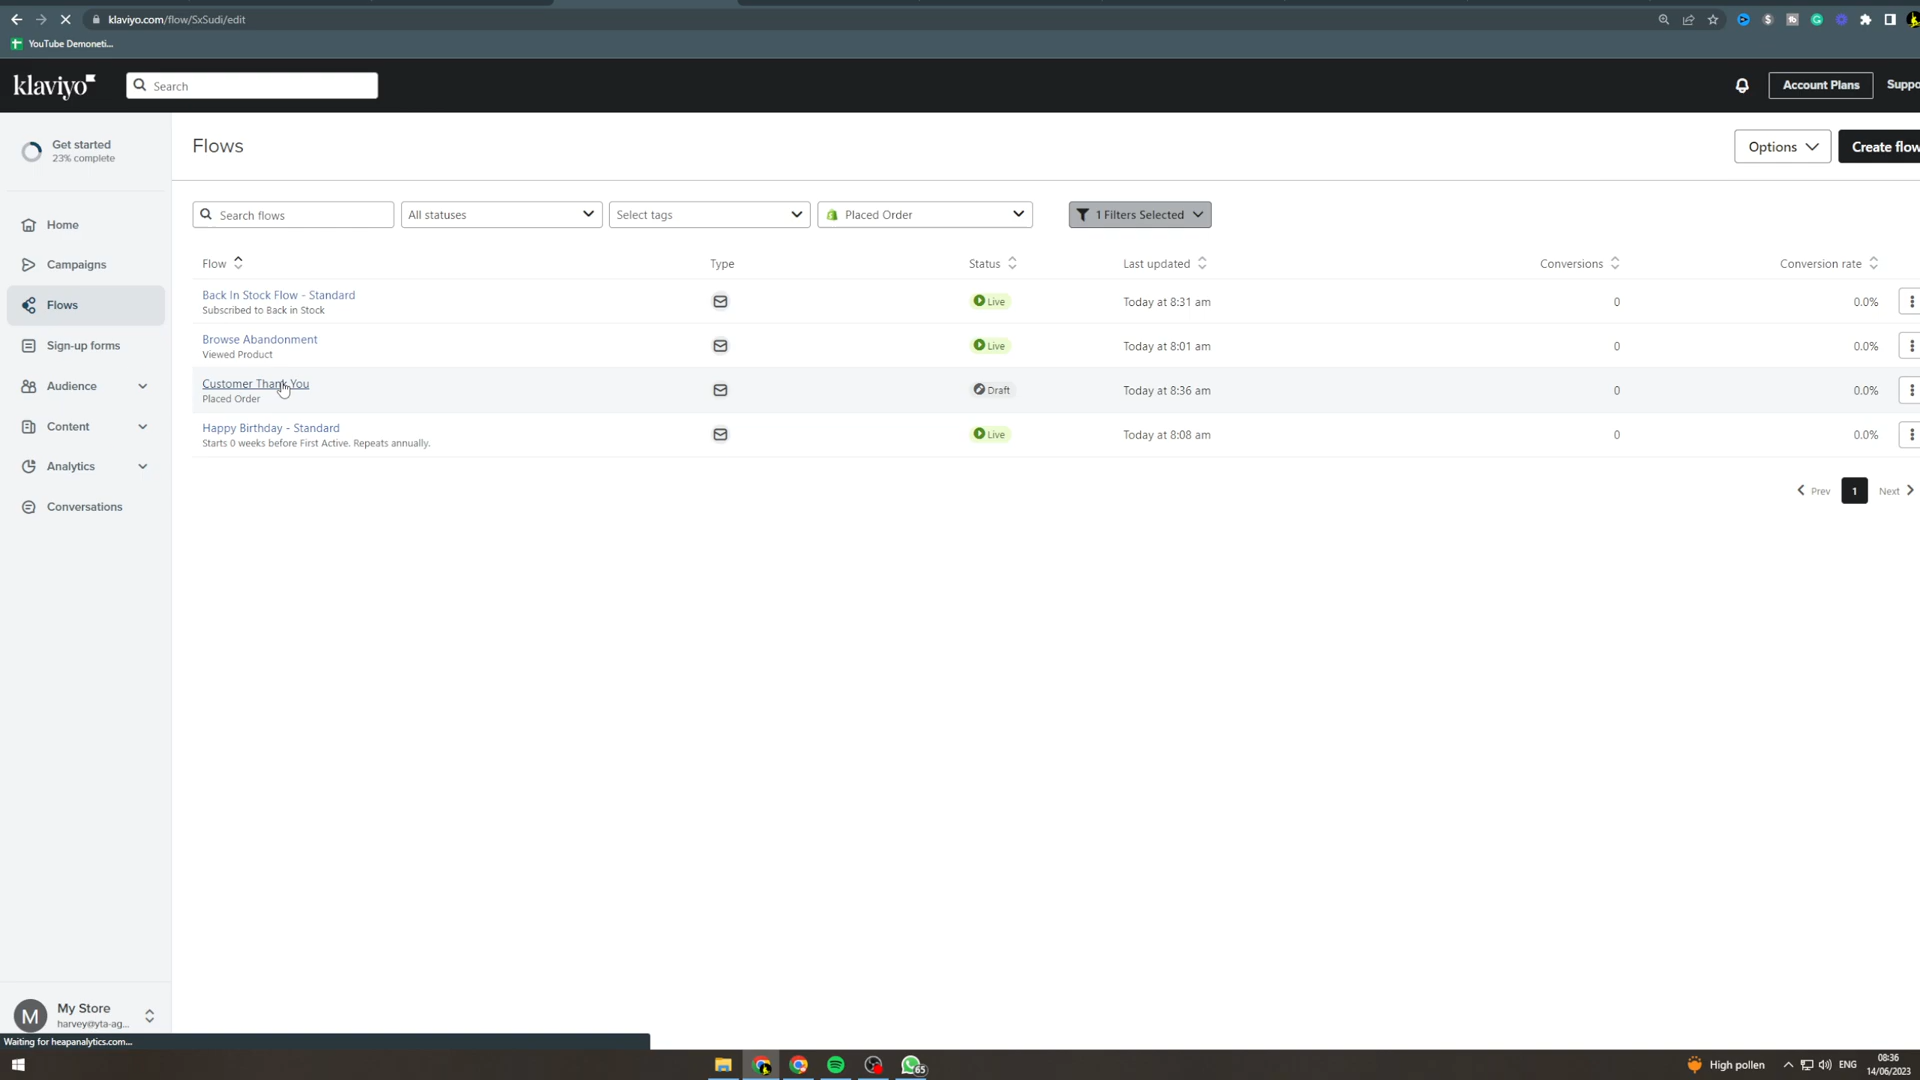 klaviyo.com/flow/SxSudi/edit
YouTube Demoneti...
klaviyo
Search
Account Plans
Suppo
Get started
23% complete
Flows
Options
Create flow
Home
Search flows
All statuses
Select tags
Placed Order
1 Filters Selected
Campaigns
Flow
Type
Status
Last updated
Conversions
Conversion rate
Flows
Back In Stock Flow - Standard
Subscribed to Back in Stock
Live
Today at 8:31 am
0
0.0%
Sign-up forms
Browse Abandonment
Viewed Product
Live
Today at 8:01 am
0
0.0%
Audience
Customer Thank You
Placed Order
Draft
Today at 8:36 am
0
0.0%
Content
Happy Birthday - Standard
Starts 0 weeks before First Active. Repeats annually.
Live
Today at 8:08 am
0
0.0%
Analytics
Prev
1
Next
Conversations
M
My Store
harvey@yta-ag...
Waiting for heapanalytics.com...
65
High pollen
ENG
08:36
14/06/2023